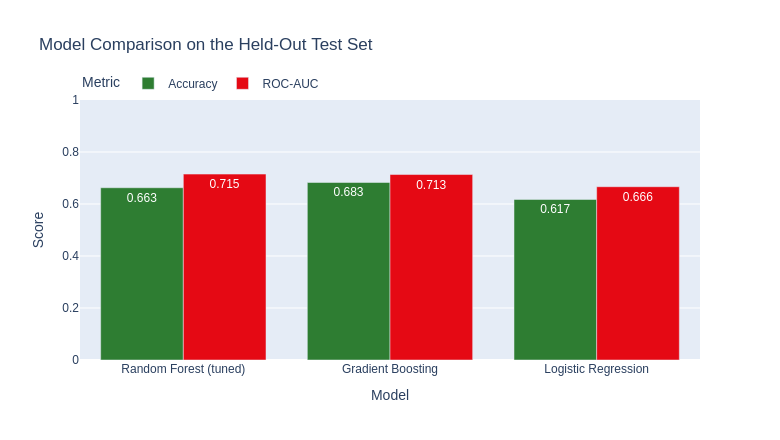 Model Comparison on the Held-Out Test Set
Metric Accuracy ROC-AUC
1
0.8
0.6
0.4
0.2
0
Score
0.663 0.715 0.683 0.713 0.617 0.666
Random Forest (tuned) Gradient Boosting Logistic Regression
Model